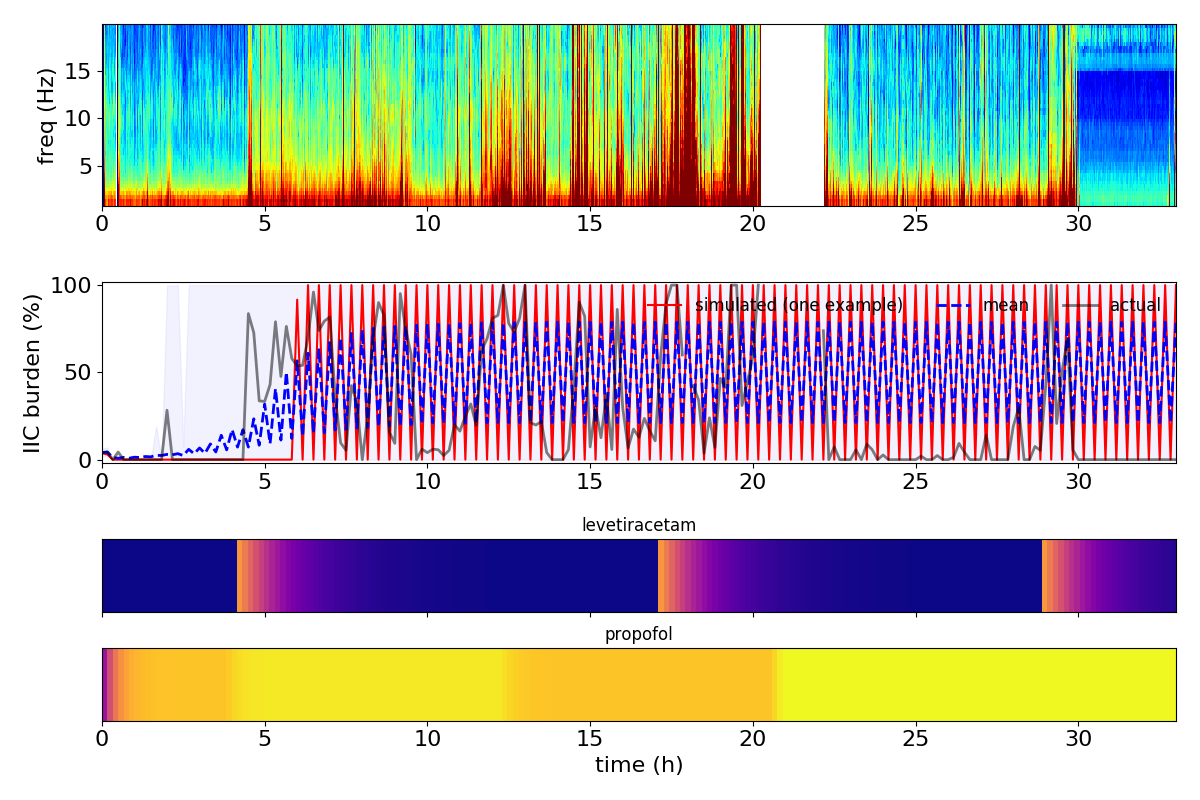 freq (Hz)
15
10
5
0 5 10 15 20 25 30
IIC burden (%)
100
50
0
simulated (one example) mean actual
0 5 10 15 20 25 30
levetiracetam
propofol
0 5 10 15 20 25 30
time (h)